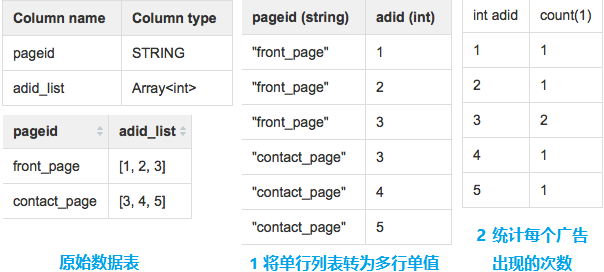 Column name Column type
pageid STRING
adid_list Array<int>
pageid adid_list
front_page [1, 2, 3]
contact_page [3, 4, 5]
原始数据表
pageid (string) adid (int)
"front_page" 1
"front_page" 2
"front_page" 3
"contact_page" 3
"contact_page" 4
"contact_page" 5
1 将单行列表转为多行单值
int adid count(1)
1 1
2 1
3 2
4 1
5 1
2 统计每个广告
出现的次数